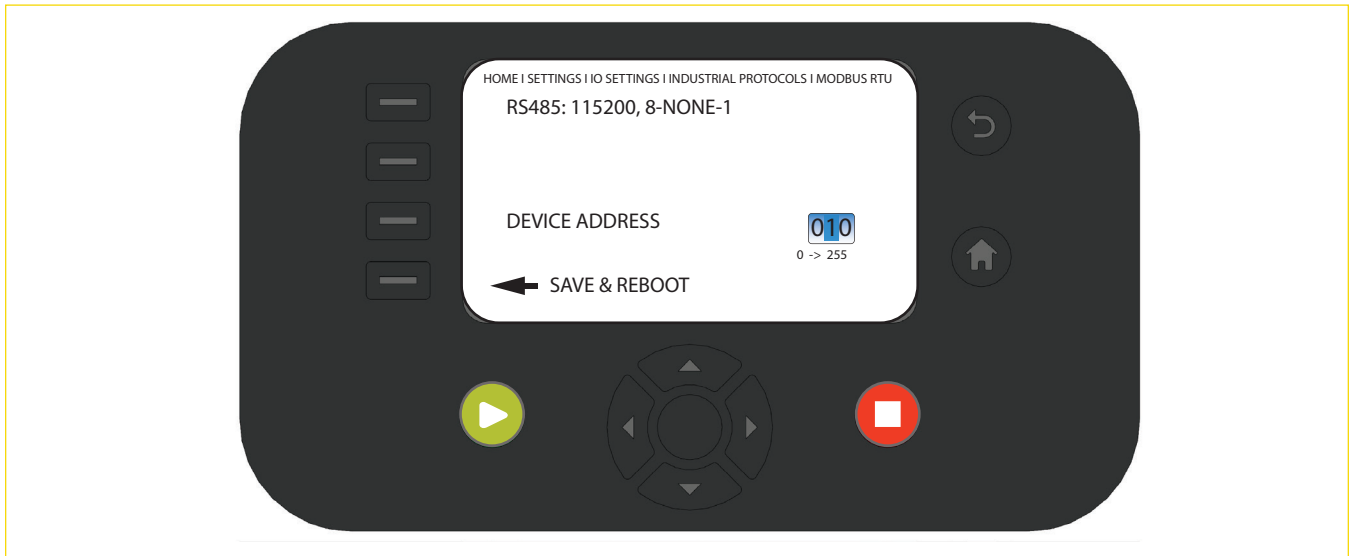 HOME I SETTINGS I IO SETTINGS I INDUSTRIAL PROTOCOLS I MODBUS RTU
RS485: 115200, 8-NONE-1
DEVICE ADDRESS 010
0 -> 255
SAVE & REBOOT